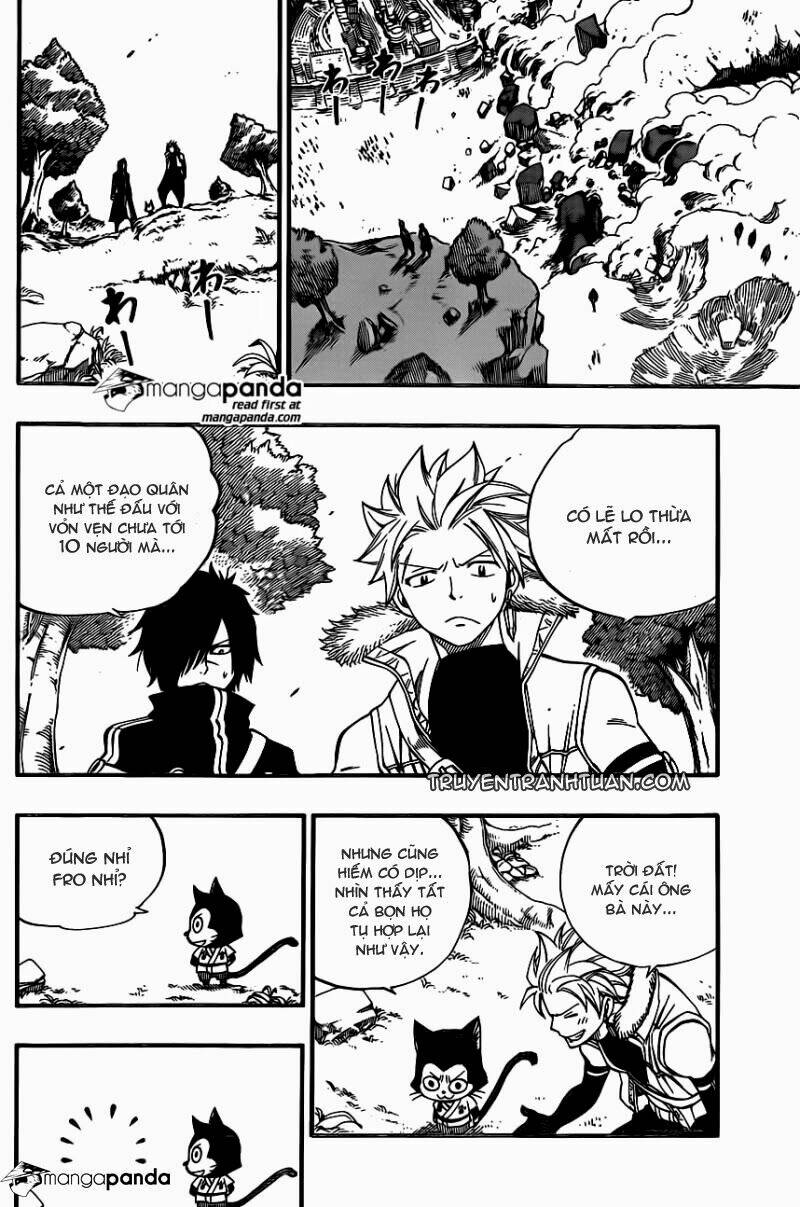 わー
わー
わー
わー
わー
mangapanda
read first at
mangapanda.com
CÓ LẼ LO THỪA
MẤT RỒI...
CẢ MỘT ĐẠO QUÂN
NHƯ THẾ ĐẤU VỚI
VỎN VẸN CHƯA TỚI
10 NGƯỜI MÀ...
TRUYENTRANHTUAN.COM
TRỜI ĐẤT!
MẤY CÁI ÔNG
BÀ NÀY...
NHƯNG CŨNG
HIẾM CÓ DỊP...
NHÌN THẤY TẤT
CẢ BỌN HỌ
TỤ HỢP LẠI
NHƯ VẬY.
ĐÚNG NHỈ
FRO NHỈ?
mangapanda